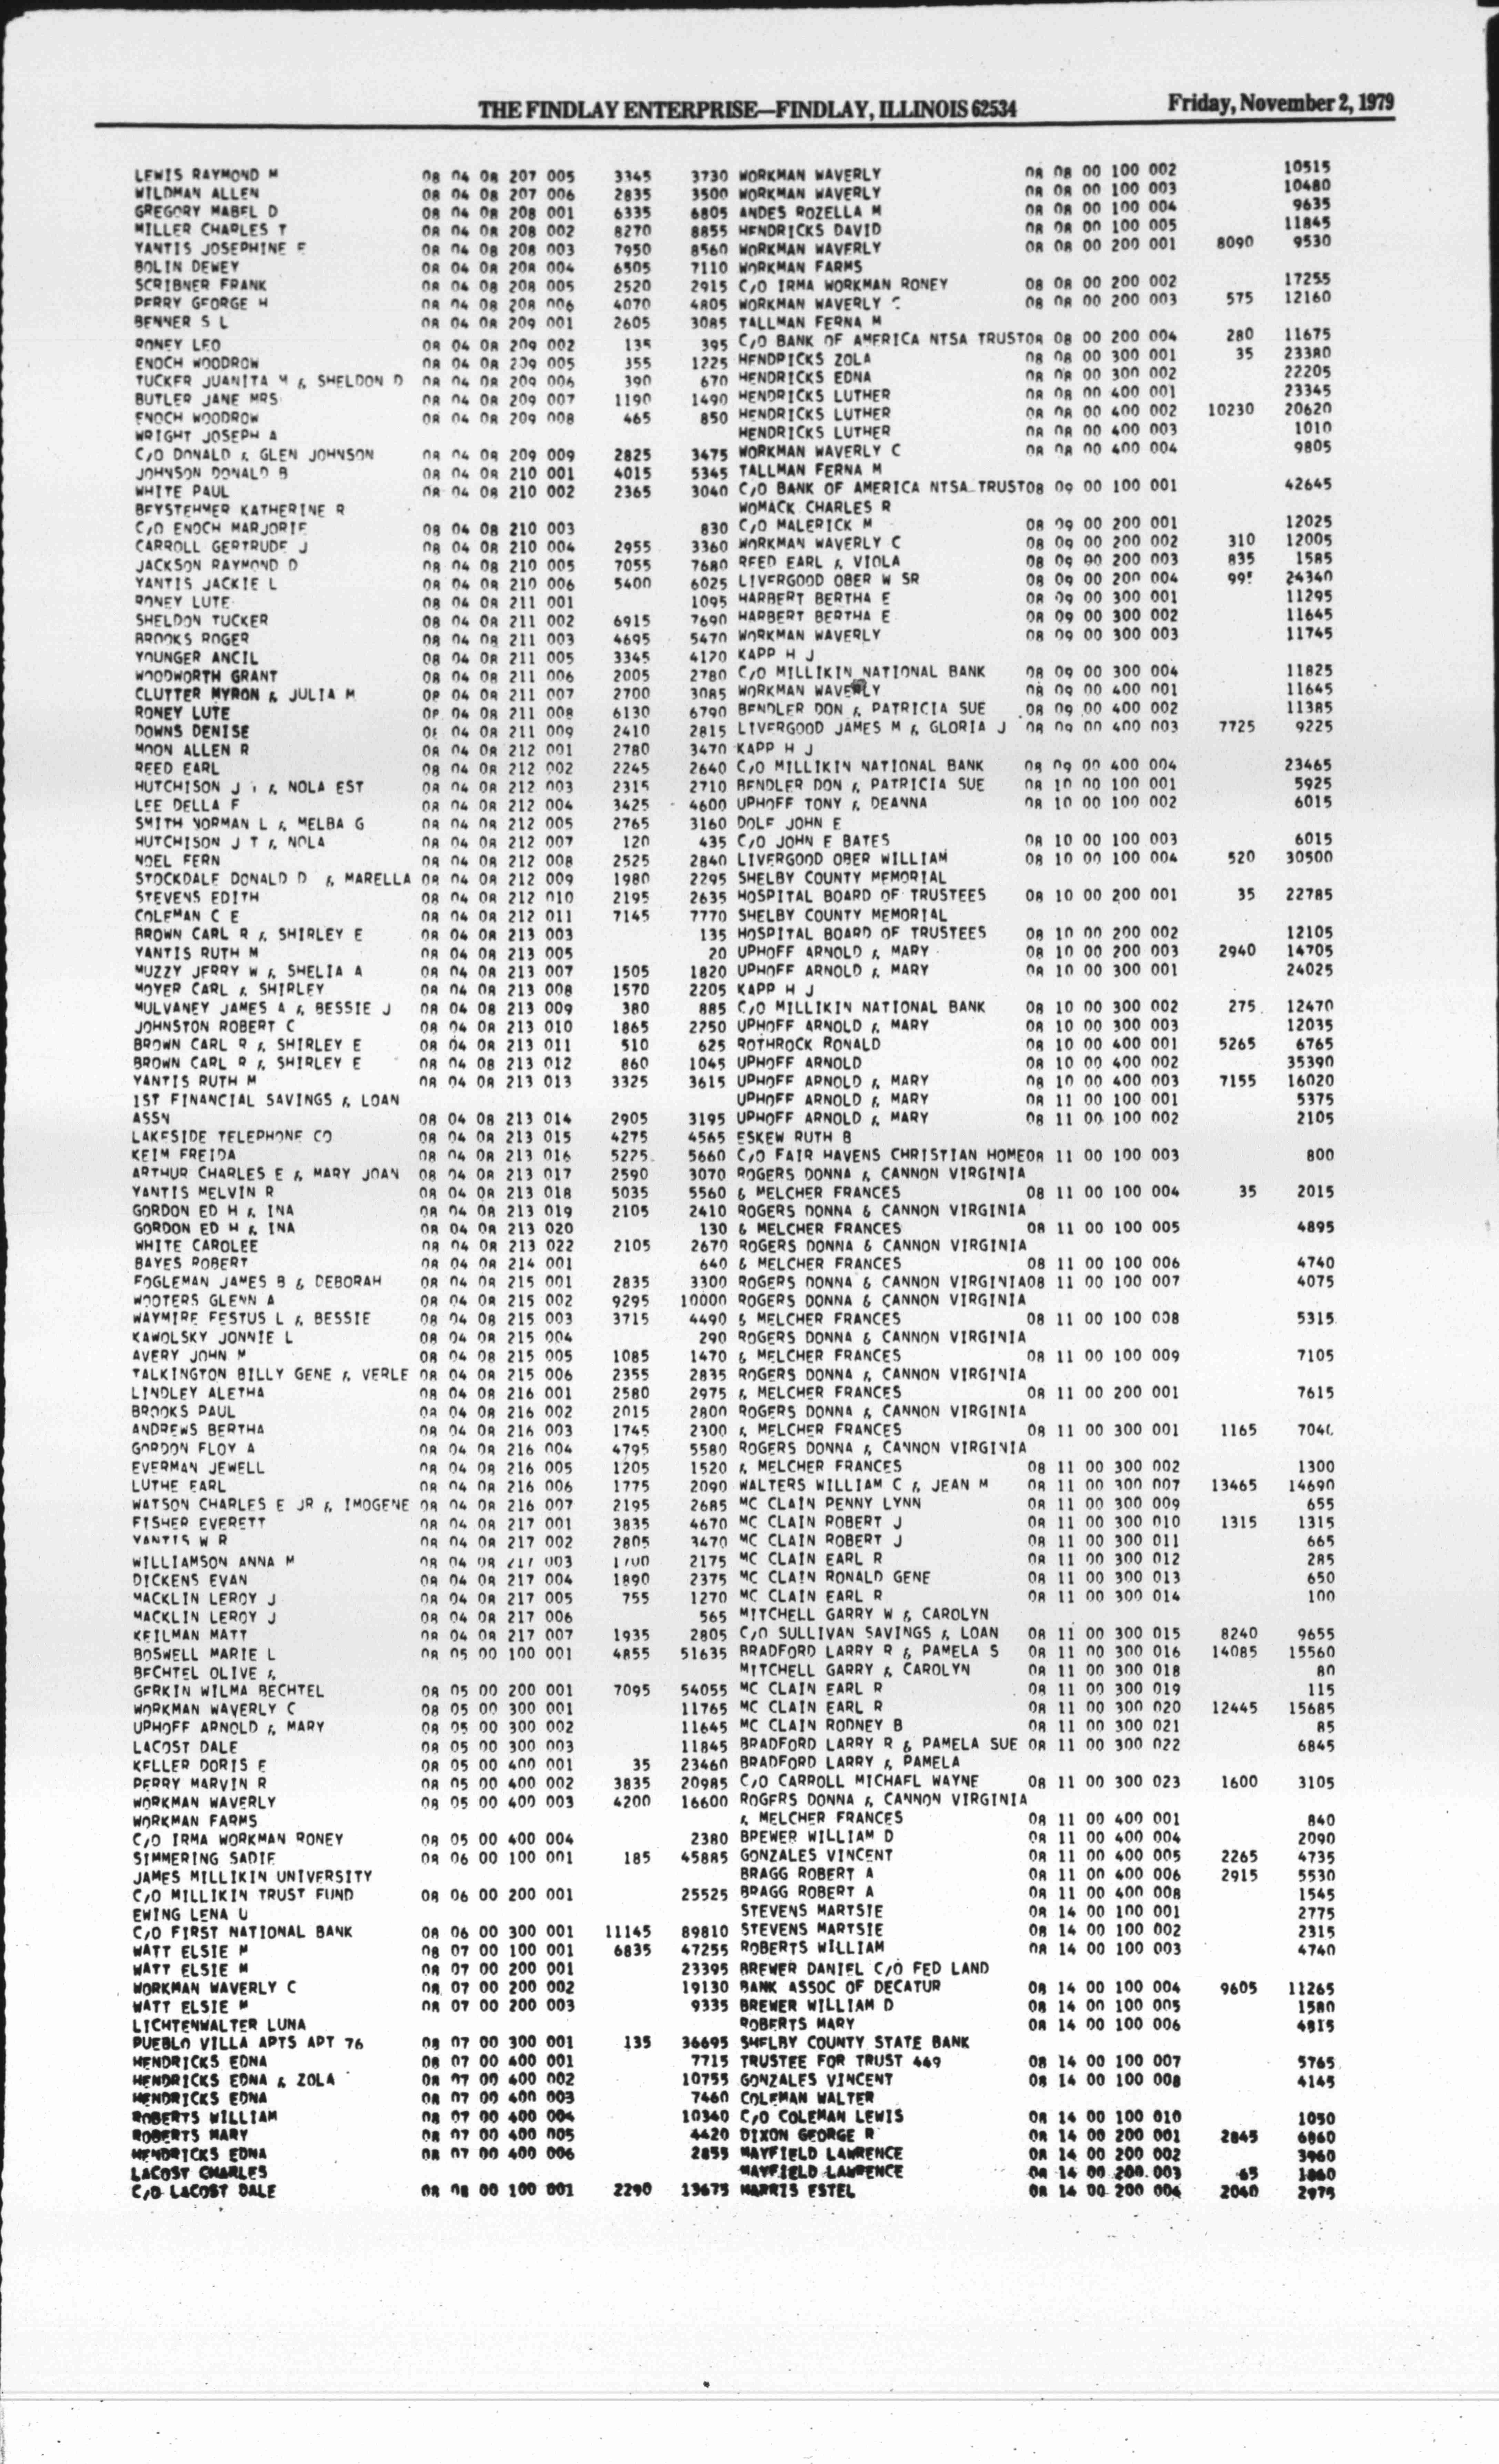 THE FINDLAY ENTERPRISE—FINDLAY, ILLINOIS 62534
Friday, November 2, 1979
LEWIS RAYMOND M 08 04 08 207 005 3345 3730
WILDMAN ALLEN 08 04 08 207 006 2835 3500
GREGORY MABEL D 08 04 08 208 001 6335 6805
MILLER CHARLES T 08 04 08 208 002 8270 8855
YANTIS JOSEPHINE E 08 04 08 208 003 7950 8560
BOLIN DEWEY 08 04 08 208 004 6505 7110
SCRIBNER FRANK 08 04 08 208 005 2520 2915
PERRY GEORGE H 08 04 08 208 006 4070 4805
BENNER S L 08 04 08 209 001 2605 3085
RONEY LEO 08 04 08 209 002 135 395
ENOCH WOODROW 08 04 08 209 005 355 1225
TUCKER JUANITA M & SHELDON D 08 04 08 209 006 390 670
BUTLER JANE MRS 08 04 08 209 007 1190 1490
ENOCH WOODROW 08 04 08 209 008 465 850
WRIGHT JOSEPH A
C/O DONALD & GLEN JOHNSON 08 04 08 209 009 2825 3475
JOHNSON DONALD B 08 04 08 210 001 4015 5345
WHITE PAUL 08 04 08 210 002 2365 3040
BEYSTEHMER KATHERINE R
C/O ENOCH MARJORIE 08 04 08 210 003 830
CARROLL GERTRUDE J 08 04 08 210 004 2955 3360
JACKSON RAYMOND D 08 04 08 210 005 7055 7680
YANTIS JACKIE L 08 04 08 210 006 5400 6025
RONEY LUTE 08 04 08 211 001 1095
SHELDON TUCKER 08 04 08 211 002 6915 7690
BROOKS ROGER 08 04 08 211 003 4695 5470
YOUNGER ANCIL 08 04 08 211 005 3345 4120
WOODWORTH GRANT 08 04 08 211 006 2005 2780
CLUTTER MYRON & JULIA M 08 04 08 211 007 2700 3085
RONEY LUTE 08 04 08 211 008 6130 6790
DOWNS DENISE 08 04 08 211 009 2410 2815
MOON ALLEN R 08 04 08 212 001 2780 3470
REED EARL 08 04 08 212 002 2245 2640
HUTCHISON J T & NOLA EST 08 04 08 212 003 2315 2710
LEE DELLA F 08 04 08 212 004 3425 4600
SMITH NORMAN L & MELBA G 08 04 08 212 005 2765 3160
HUTCHISON J T & NOLA 08 04 08 212 007 120 435
NOEL FERN 08 04 08 212 008 2525 2840
STOCKDALE DONALD D & MARELLA 08 04 08 212 009 1980 2295
STEVENS EDITH 08 04 08 212 010 2195 2635
COLEMAN C E 08 04 08 212 011 7145 7770
BROWN CARL R & SHIRLEY E 08 04 08 213 003 135
YANTIS RUTH M 08 04 08 213 005 20
MUZZY JERRY W & SHELIA A 08 04 08 213 007 1505 1820
MOYER CARL & SHIRLEY 08 04 08 213 008 1570 2205
MULVANEY JAMES A & BESSIE J 08 04 08 213 009 380 885
JOHNSTON ROBERT C 08 04 08 213 010 1865 2250
BROWN CARL R & SHIRLEY E 08 04 08 213 011 510 625
BROWN CARL R & SHIRLEY E 08 04 08 213 012 860 1045
YANTIS RUTH M 08 04 08 213 013 3325 3615
1ST FINANCIAL SAVINGS & LOAN
ASSN 08 04 08 213 014 2905 3195
LAKESIDE TELEPHONE CO 08 04 08 213 015 4275 4565
KEIM FREIDA 08 04 08 213 016 5225 5660
ARTHUR CHARLES E & MARY JOAN 08 04 08 213 017 2590 3070
YANTIS MELVIN R 08 04 08 213 018 5035 5560
GORDON ED H & INA 08 04 08 213 019 2105 2410
GORDON ED H & INA 08 04 08 213 020 130
WHITE CAROLEE 08 04 08 213 022 2105 2670
BAYES ROBERT 08 04 08 214 001 640
FOGLEMAN JAMES B & DEBORAH 08 04 08 215 001 2835 3300
WOOTERS GLENN A 08 04 08 215 002 9295 10000
WAYMIRE FESTUS L & BESSIE 08 04 08 215 003 3715 4490
KAWOLSKY JONNIE L 08 04 08 215 004 290
AVERY JOHN M 08 04 08 215 005 1085 1470
TALKINGTON BILLY GENE & VERLE 08 04 08 215 006 2355 2835
LINDLEY ALETHA 08 04 08 216 001 2580 2975
BROOKS PAUL 08 04 08 216 002 2015 2800
ANDREWS BERTHA 08 04 08 216 003 1745 2300
GORDON FLOY A 08 04 08 216 004 4795 5580
EVERMAN JEWELL 08 04 08 216 005 1205 1520
LUTHE EARL 08 04 08 216 006 1775 2090
WATSON CHARLES E JR & IMOGENE 08 04 08 216 007 2195 2685
FISHER EVERETT 08 04 08 217 001 3835 4670
YANTIS W R 08 04 08 217 002 2805 3470
WILLIAMSON ANNA M 08 04 08 217 003 1700 2175
DICKENS EVAN 08 04 08 217 004 1890 2375
MACKLIN LEROY J 08 04 08 217 005 755 1270
MACKLIN LEROY J 08 04 08 217 006 565
KEILMAN MATT 08 04 08 217 007 1935 2805
BOSWELL MARIE L 08 05 00 100 001 4855 51635
BECHTEL OLIVE &
GERKIN WILMA BECHTEL 08 05 00 200 001 7095 54055
WORKMAN WAVERLY C 08 05 00 300 001 11765
UPHOFF ARNOLD & MARY 08 05 00 300 002 11645
LACOST DALE 08 05 00 300 003 11845
KELLER DORIS E 08 05 00 400 001 35 23460
PERRY MARVIN R 08 05 00 400 002 3835 20985
WORKMAN WAVERLY 08 05 00 400 003 4200 16600
WORKMAN FARMS
C/O IRMA WORKMAN RONEY 08 05 00 400 004 2380
SIMMERING SADIE 08 06 00 100 001 185 45885
JAMES MILLIKIN UNIVERSITY
C/O MILLIKIN TRUST FUND 08 06 00 200 001 25525
EWING LENA U
C/O FIRST NATIONAL BANK 08 06 00 300 001 11145 89810
WATT ELSIE M 08 07 00 100 001 6835 47255
WATT ELSIE M 08 07 00 200 001 23395
WORKMAN WAVERLY C 08 07 00 200 002 19130
WATT ELSIE M 08 07 00 200 003 9335
LICHTENWALTER LUNA
PUEBLO VILLA APTS APT 76 08 07 00 300 001 135 36695
HENDRICKS EDNA 08 07 00 400 001 7715
HENDRICKS EDNA & ZOLA 08 07 00 400 002 10755
HENDRICKS EDNA 08 07 00 400 003 7460
ROBERTS WILLIAM 08 07 00 400 004 10340
ROBERTS MARY 08 07 00 400 005 4420
HENDRICKS EDNA 08 07 00 400 006 2855
LACOST CHARLES
C/O LACOST DALE 08 08 00 100 001 2290 13675
WORKMAN WAVERLY 08 08 00 100 002 10515
WORKMAN WAVERLY 08 08 00 100 003 10480
ANDES ROZELLA M 08 08 00 100 004 9635
HENDRICKS DAVID 08 08 00 100 005 11845
WORKMAN WAVERLY 08 08 00 200 001 8090 9530
WORKMAN FARMS
C/O IRMA WORKMAN RONEY 08 08 00 200 002 17255
WORKMAN WAVERLY C 08 08 00 200 003 575 12160
TALLMAN FERNA M
C/O BANK OF AMERICA NTSA TRUST08 08 00 200 004 280 11675
HENDRICKS ZOLA 08 08 00 300 001 35 23380
HENDRICKS EDNA 08 08 00 300 002 22205
HENDRICKS LUTHER 08 08 00 400 001 23345
HENDRICKS LUTHER 08 08 00 400 002 10230 20620
HENDRICKS LUTHER 08 08 00 400 003 1010
WORKMAN WAVERLY C 08 08 00 400 004 9805
TALLMAN FERNA M
C/O BANK OF AMERICA NTSA TRUST08 09 00 100 001 42645
WOMACK CHARLES R
C/O MALERICK M 08 09 00 200 001 12025
WORKMAN WAVERLY C 08 09 00 200 002 310 12005
REED EARL & VIOLA 08 09 00 200 003 835 1585
LIVERGOOD OBER W SR 08 09 00 200 004 24340
HARBERT BERTHA E 08 09 00 300 001 11295
HARBERT BERTHA E 08 09 00 300 002 11645
WORKMAN WAVERLY 08 09 00 300 003 11745
KAPP H J
C/O MILLIKIN NATIONAL BANK 08 09 00 300 004 11825
WORKMAN WAVERLY 08 09 00 400 001 11645
BENDLER DON & PATRICIA SUE 08 09 00 400 002 11385
LIVERGOOD JAMES M & GLORIA J 08 09 00 400 003 7725 9225
KAPP H J
C/O MILLIKIN NATIONAL BANK 08 09 00 400 004 23465
BENDLER DON & PATRICIA SUE 08 10 00 100 001 5925
UPHOFF TONY & DEANNA 08 10 00 100 002 6015
DOLF JOHN E
C/O JOHN E BATES 08 10 00 100 003 6015
LIVERGOOD OBER WILLIAM 08 10 00 100 004 520 30500
SHELBY COUNTY MEMORIAL
HOSPITAL BOARD OF TRUSTEES 08 10 00 200 001 35 22785
SHELBY COUNTY MEMORIAL
HOSPITAL BOARD OF TRUSTEES 08 10 00 200 002 12105
UPHOFF ARNOLD & MARY 08 10 00 200 003 2940 14705
UPHOFF ARNOLD & MARY 08 10 00 300 001 24025
KAPP H J
C/O MILLIKIN NATIONAL BANK 08 10 00 300 002 275 12470
UPHOFF ARNOLD & MARY 08 10 00 300 003 12035
ROTHROCK RONALD 08 10 00 400 001 5265 6765
UPHOFF ARNOLD 08 10 00 400 002 35390
UPHOFF ARNOLD & MARY 08 10 00 400 003 7155 16020
UPHOFF ARNOLD & MARY 08 11 00 100 001 5375
UPHOFF ARNOLD & MARY 08 11 00 100 002 2105
ESKEW RUTH B
C/O FAIR HAVENS CHRISTIAN HOME08 11 00 100 003 800
ROGERS DONNA & CANNON VIRGINIA
& MELCHER FRANCES 08 11 00 100 004 35 2015
ROGERS DONNA & CANNON VIRGINIA
& MELCHER FRANCES 08 11 00 100 005 4895
ROGERS DONNA & CANNON VIRGINIA
& MELCHER FRANCES 08 11 00 100 006 4740
ROGERS DONNA & CANNON VIRGINIA08 11 00 100 007 4075
ROGERS DONNA & CANNON VIRGINIA
& MELCHER FRANCES 08 11 00 100 008 5315
ROGERS DONNA & CANNON VIRGINIA
& MELCHER FRANCES 08 11 00 100 009 7105
ROGERS DONNA & CANNON VIRGINIA
& MELCHER FRANCES 08 11 00 200 001 7615
ROGERS DONNA & CANNON VIRGINIA
& MELCHER FRANCES 08 11 00 300 001 1165 7040
ROGERS DONNA & CANNON VIRGINIA
& MELCHER FRANCES 08 11 00 300 002 1300
WALTERS WILLIAM C & JEAN M 08 11 00 300 007 13465 14690
MC CLAIN PENNY LYNN 08 11 00 300 009 655
MC CLAIN ROBERT J 08 11 00 300 010 1315 1315
MC CLAIN ROBERT J 08 11 00 300 011 665
MC CLAIN EARL R 08 11 00 300 012 285
MC CLAIN RONALD GENE 08 11 00 300 013 650
MC CLAIN EARL R 08 11 00 300 014 100
MITCHELL GARRY W & CAROLYN
C/O SULLIVAN SAVINGS & LOAN 08 11 00 300 015 8240 9655
BRADFORD LARRY R & PAMELA S 08 11 00 300 016 14085 15560
MITCHELL GARRY & CAROLYN 08 11 00 300 018 80
MC CLAIN EARL R 08 11 00 300 019 115
MC CLAIN EARL R 08 11 00 300 020 12445 15685
MC CLAIN RODNEY B 08 11 00 300 021 85
BRADFORD LARRY R & PAMELA SUE 08 11 00 300 022 6845
BRADFORD LARRY & PAMELA
C/O CARROLL MICHAEL WAYNE 08 11 00 300 023 1600 3105
ROGERS DONNA & CANNON VIRGINIA
& MELCHER FRANCES 08 11 00 400 001 840
BREWER WILLIAM D 08 11 00 400 004 2090
GONZALES VINCENT 08 11 00 400 005 2265 4735
BRAGG ROBERT A 08 11 00 400 006 2915 5530
BRAGG ROBERT A 08 11 00 400 008 1545
STEVENS MARTSIE 08 14 00 100 001 2775
STEVENS MARTSIE 08 14 00 100 002 2315
ROBERTS WILLIAM 08 14 00 100 003 4740
BREWER DANIEL C/O FED LAND
BANK ASSOC OF DECATUR 08 14 00 100 004 9605 11265
BREWER WILLIAM D 08 14 00 100 005 1580
ROBERTS MARY 08 14 00 100 006 4815
SHELBY COUNTY STATE BANK
TRUSTEE FOR TRUST 449 08 14 00 100 007 5765
GONZALES VINCENT 08 14 00 100 008 4145
COLEMAN WALTER
C/O COLEMAN LEWIS 08 14 00 100 010 1050
DIXON GEORGE R 08 14 00 200 001 2845 6860
MAYFIELD LAWRENCE 08 14 00 200 002 3960
MAYFIELD LAWRENCE 08 14 00 200 003 65 1860
HARRIS ESTEL 08 14 00 200 004 2040 2975